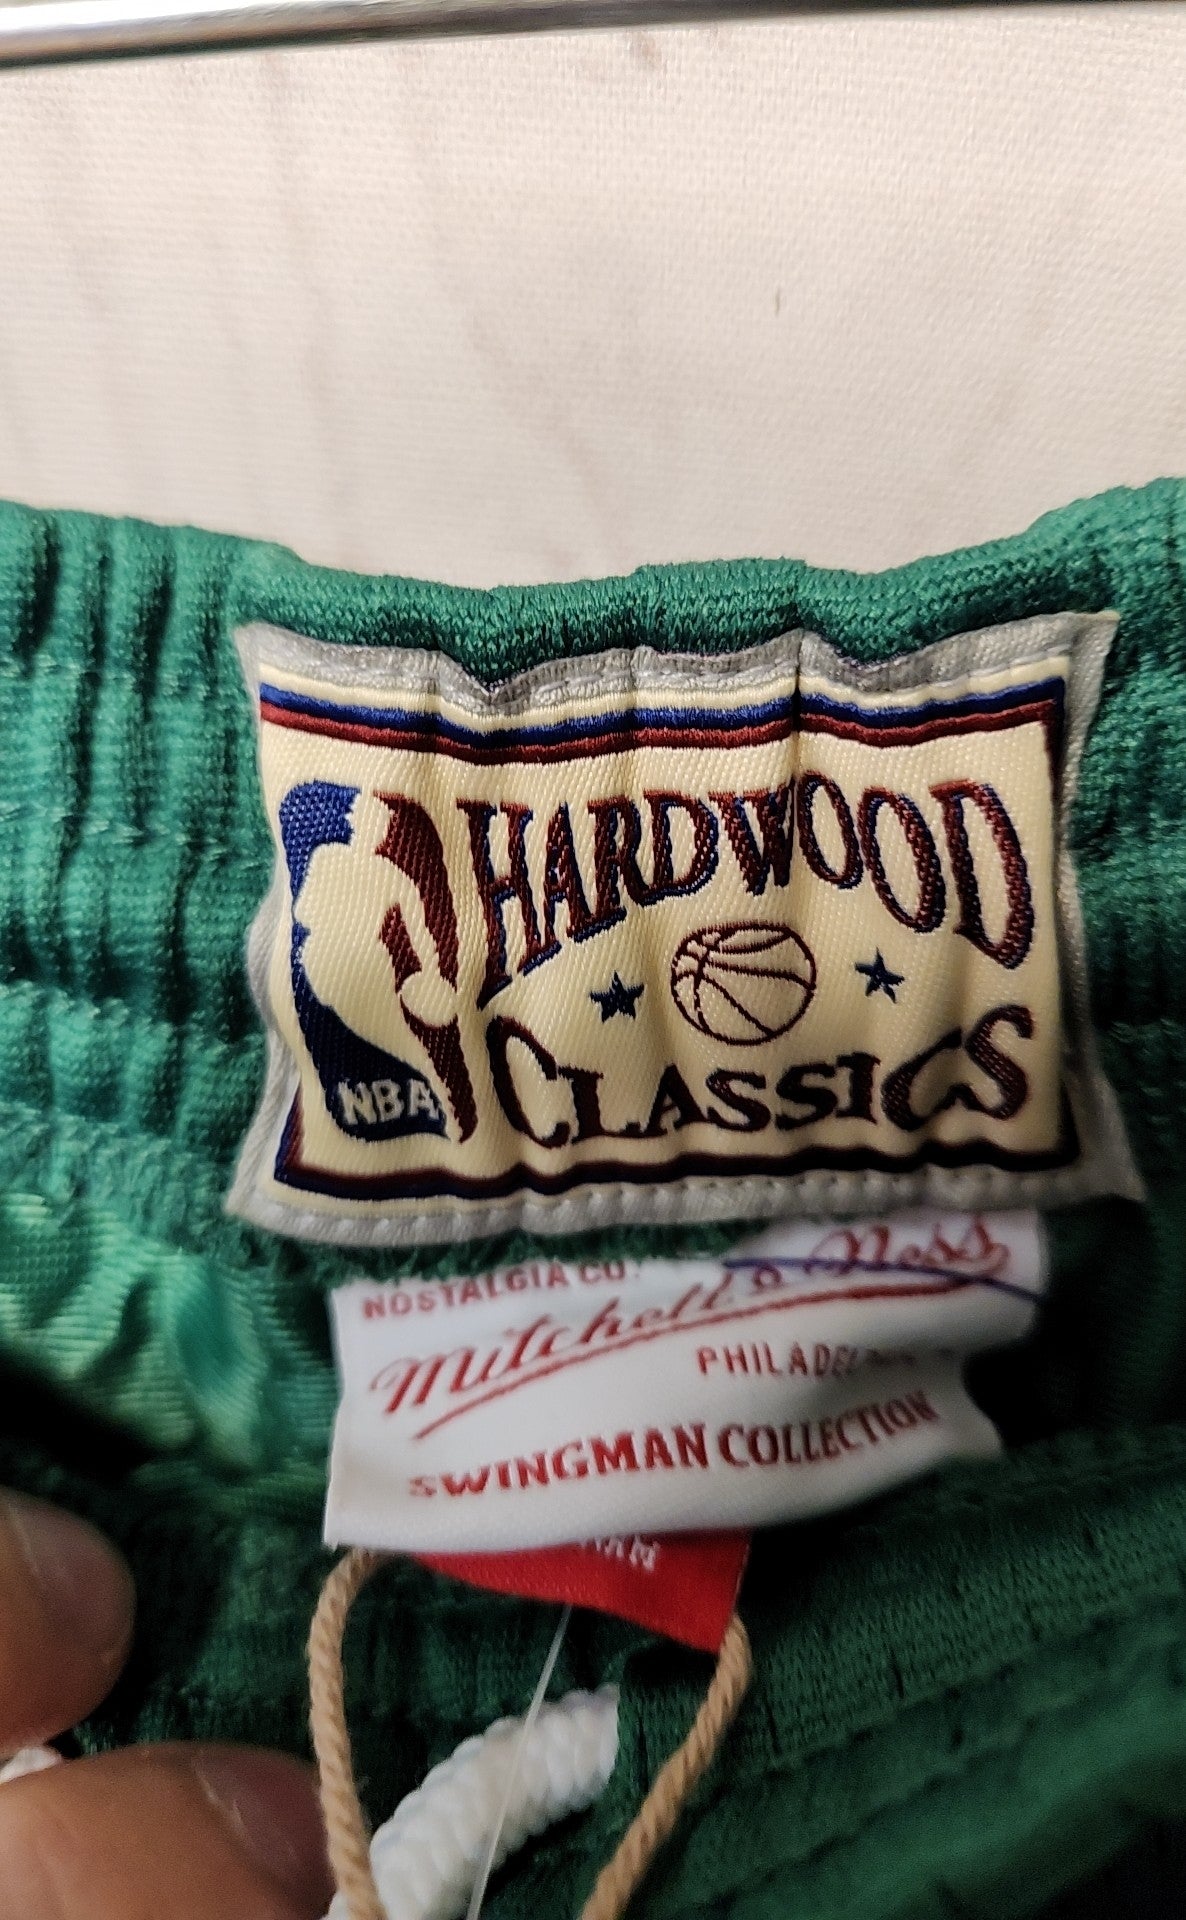 HARDWOOD
CLASSICS
NBA
NOSTALGIA CO.
Mitchell & Ness
SWINGMAN COLLECTION